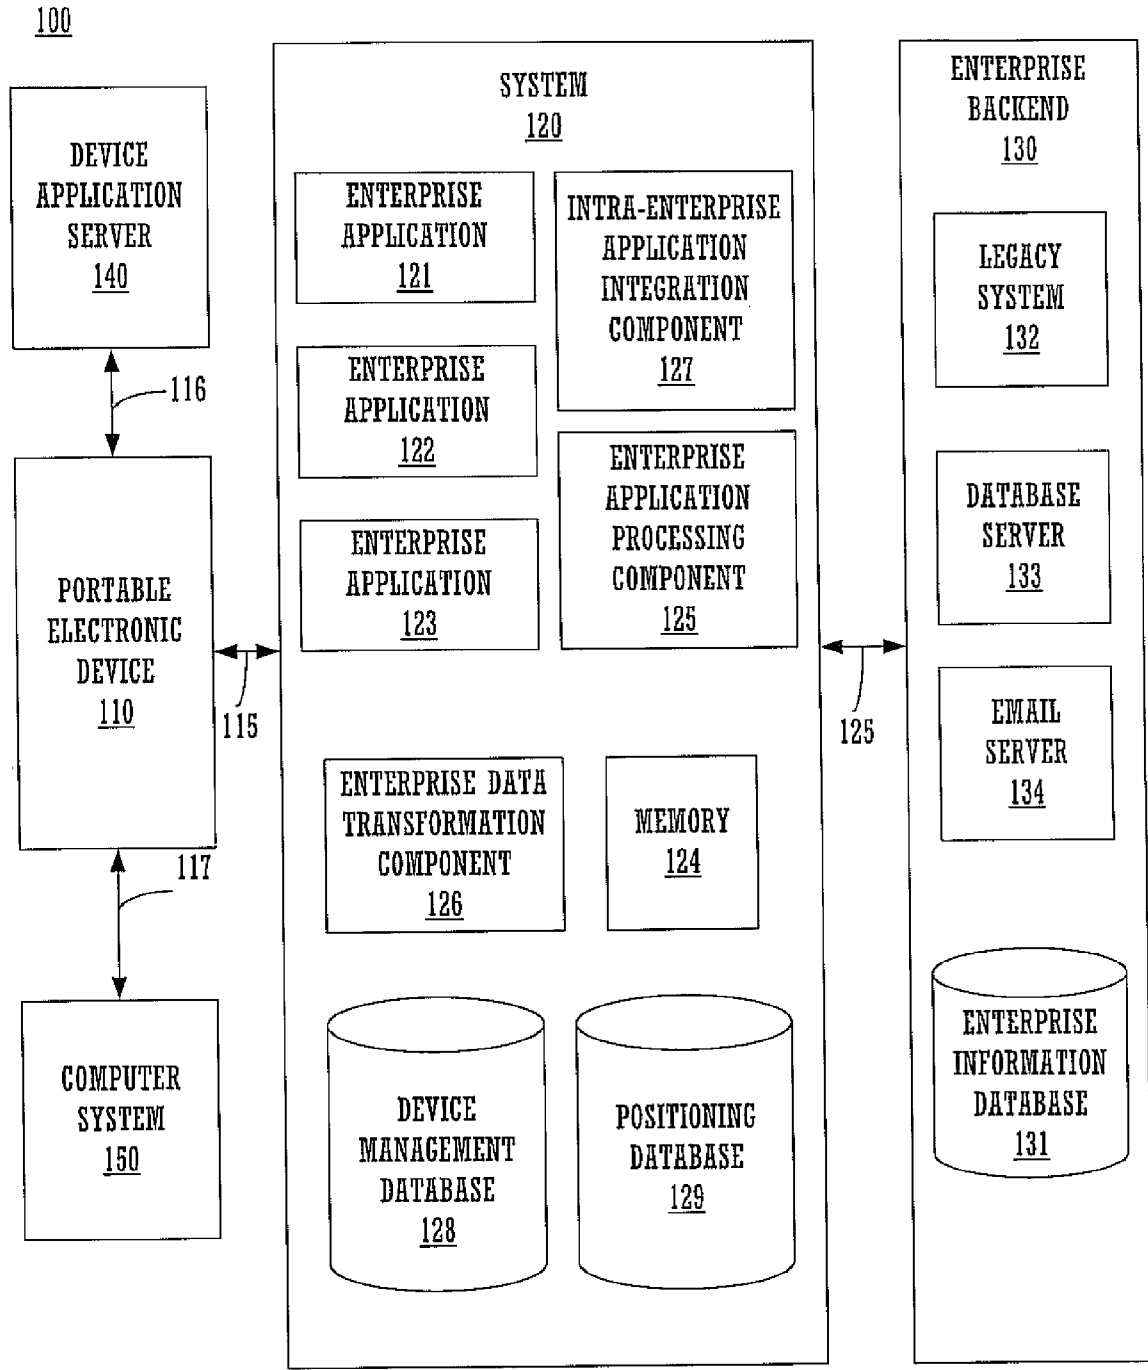 100
DEVICE
APPLICATION
SERVER
140
116
PORTABLE
ELECTRONIC
DEVICE
110
115
117
COMPUTER
SYSTEM
150
SYSTEM
120
ENTERPRISE
APPLICATION
121
ENTERPRISE
APPLICATION
122
ENTERPRISE
APPLICATION
123
INTRA-ENTERPRISE
APPLICATION
INTEGRATION
COMPONENT
127
ENTERPRISE
APPLICATION
PROCESSING
COMPONENT
125
ENTERPRISE DATA
TRANSFORMATION
COMPONENT
126
MEMORY
124
DEVICE
MANAGEMENT
DATABASE
128
POSITIONING
DATABASE
129
125
ENTERPRISE
BACKEND
130
LEGACY
SYSTEM
132
DATABASE
SERVER
133
EMAIL
SERVER
134
ENTERPRISE
INFORMATION
DATABASE
131